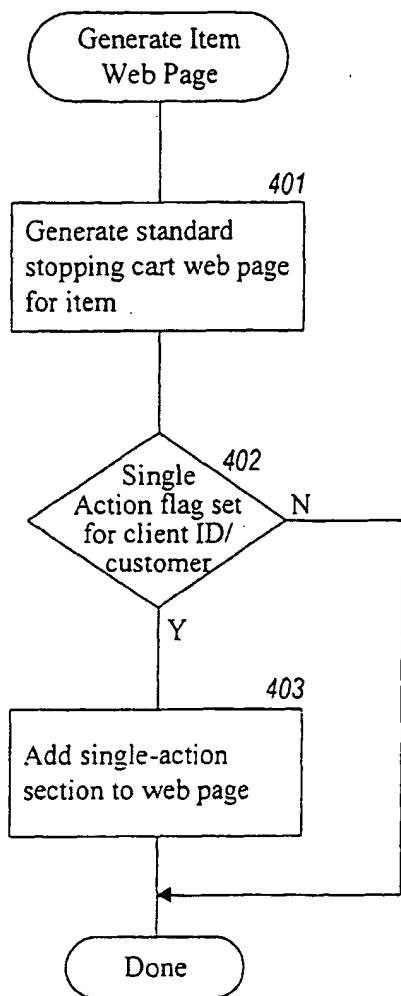 Generate Item
Web Page
401
Generate standard
stopping cart web page
for item
402
Single
Action flag set
for client ID/
customer
N
Y
403
Add single-action
section to web page
Done